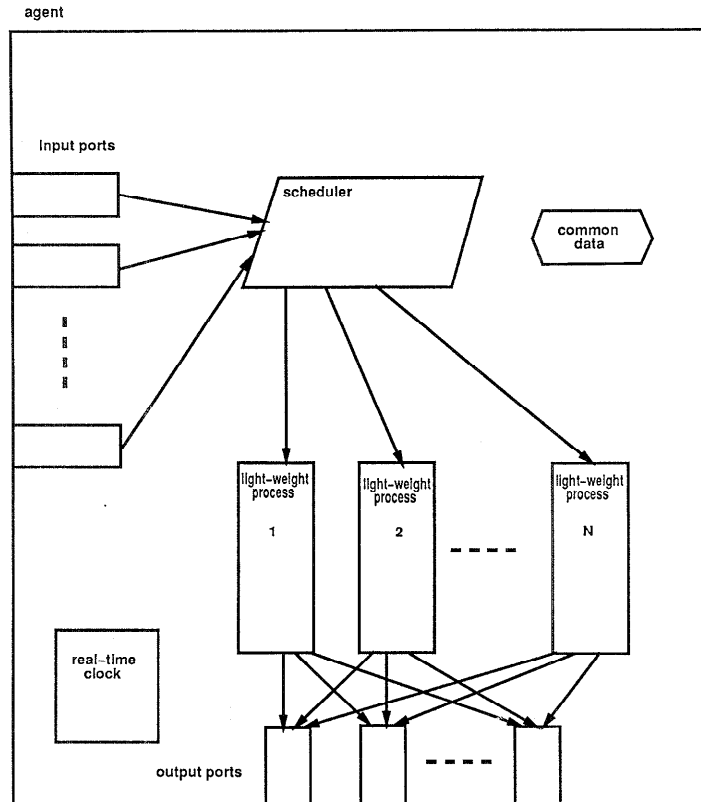 agent
Input ports
scheduler
common
data
light-weight
process
1
light-weight
process
2
light-weight
process
N
real-time
clock
output ports